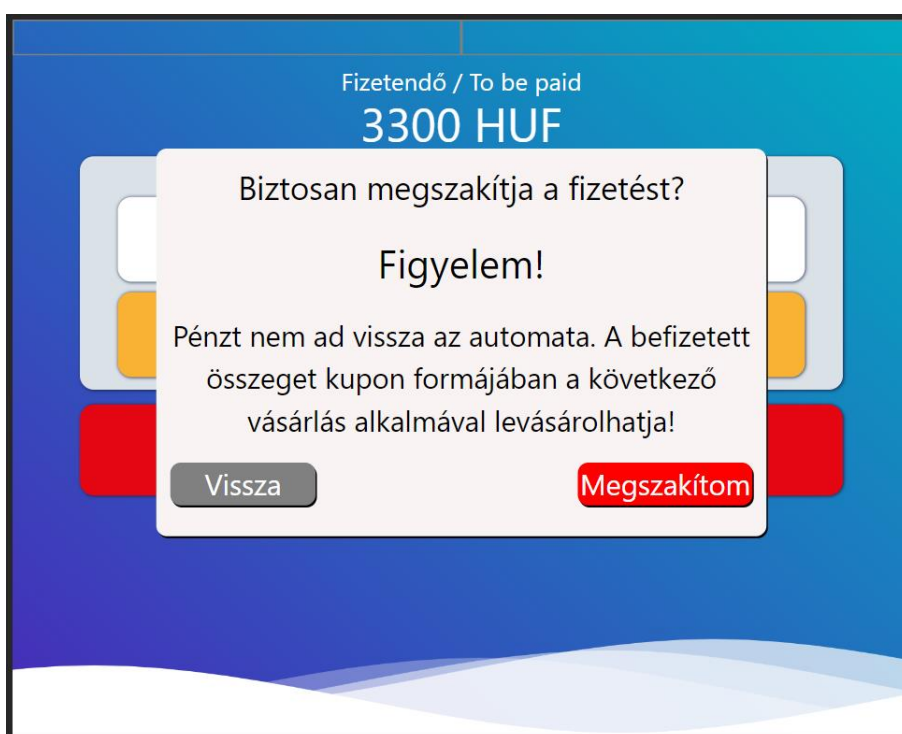 Fizetendő / To be paid
3300 HUF
Biztosan megszakítja a fizetést?
Figyelem!
Pénzt nem ad vissza az automata. A befizetett
összeget kupon formájában a következő
vásárlás alkalmával levásárolhatja!
Vissza
Megszakítom